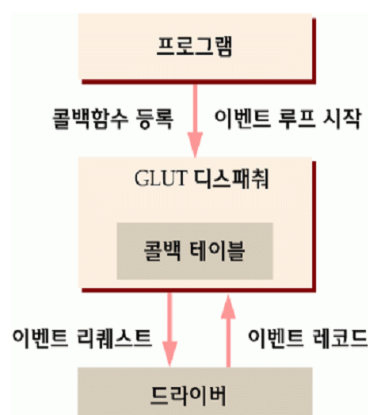 프로그램
콜백함수 등록 이벤트 루프 시작
GLUT 디스패춰
콜백 테이블
이벤트 리퀘스트 이벤트 레코드
드라이버